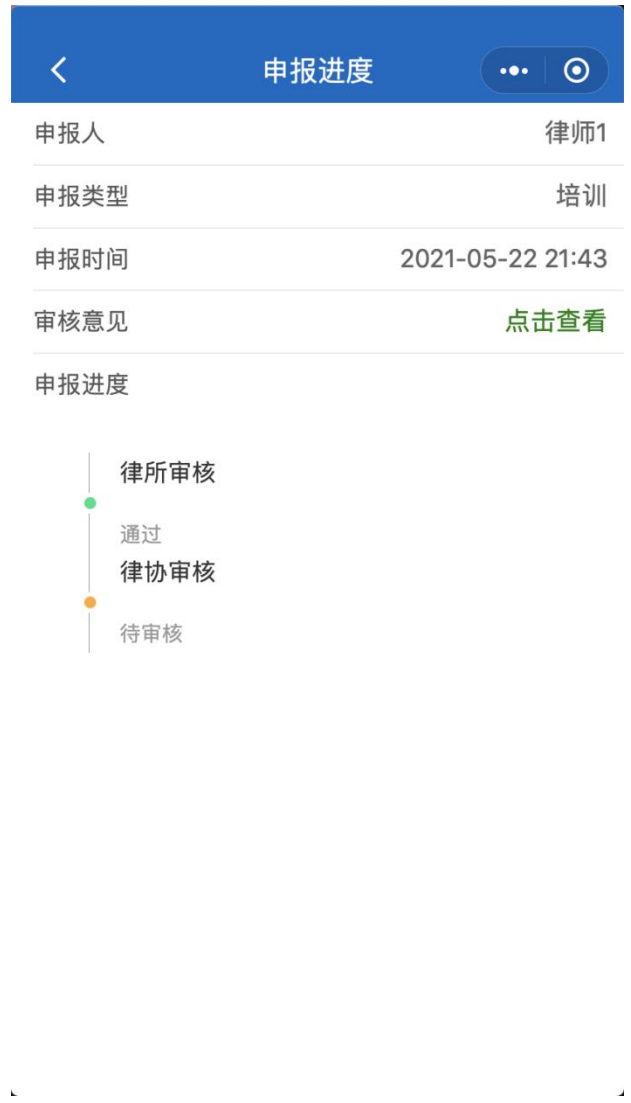 申报进度
申报人 律师1
申报类型 培训
申报时间 2021-05-22 21:43
审核意见 点击查看
申报进度
律所审核
通过
律协审核
待审核